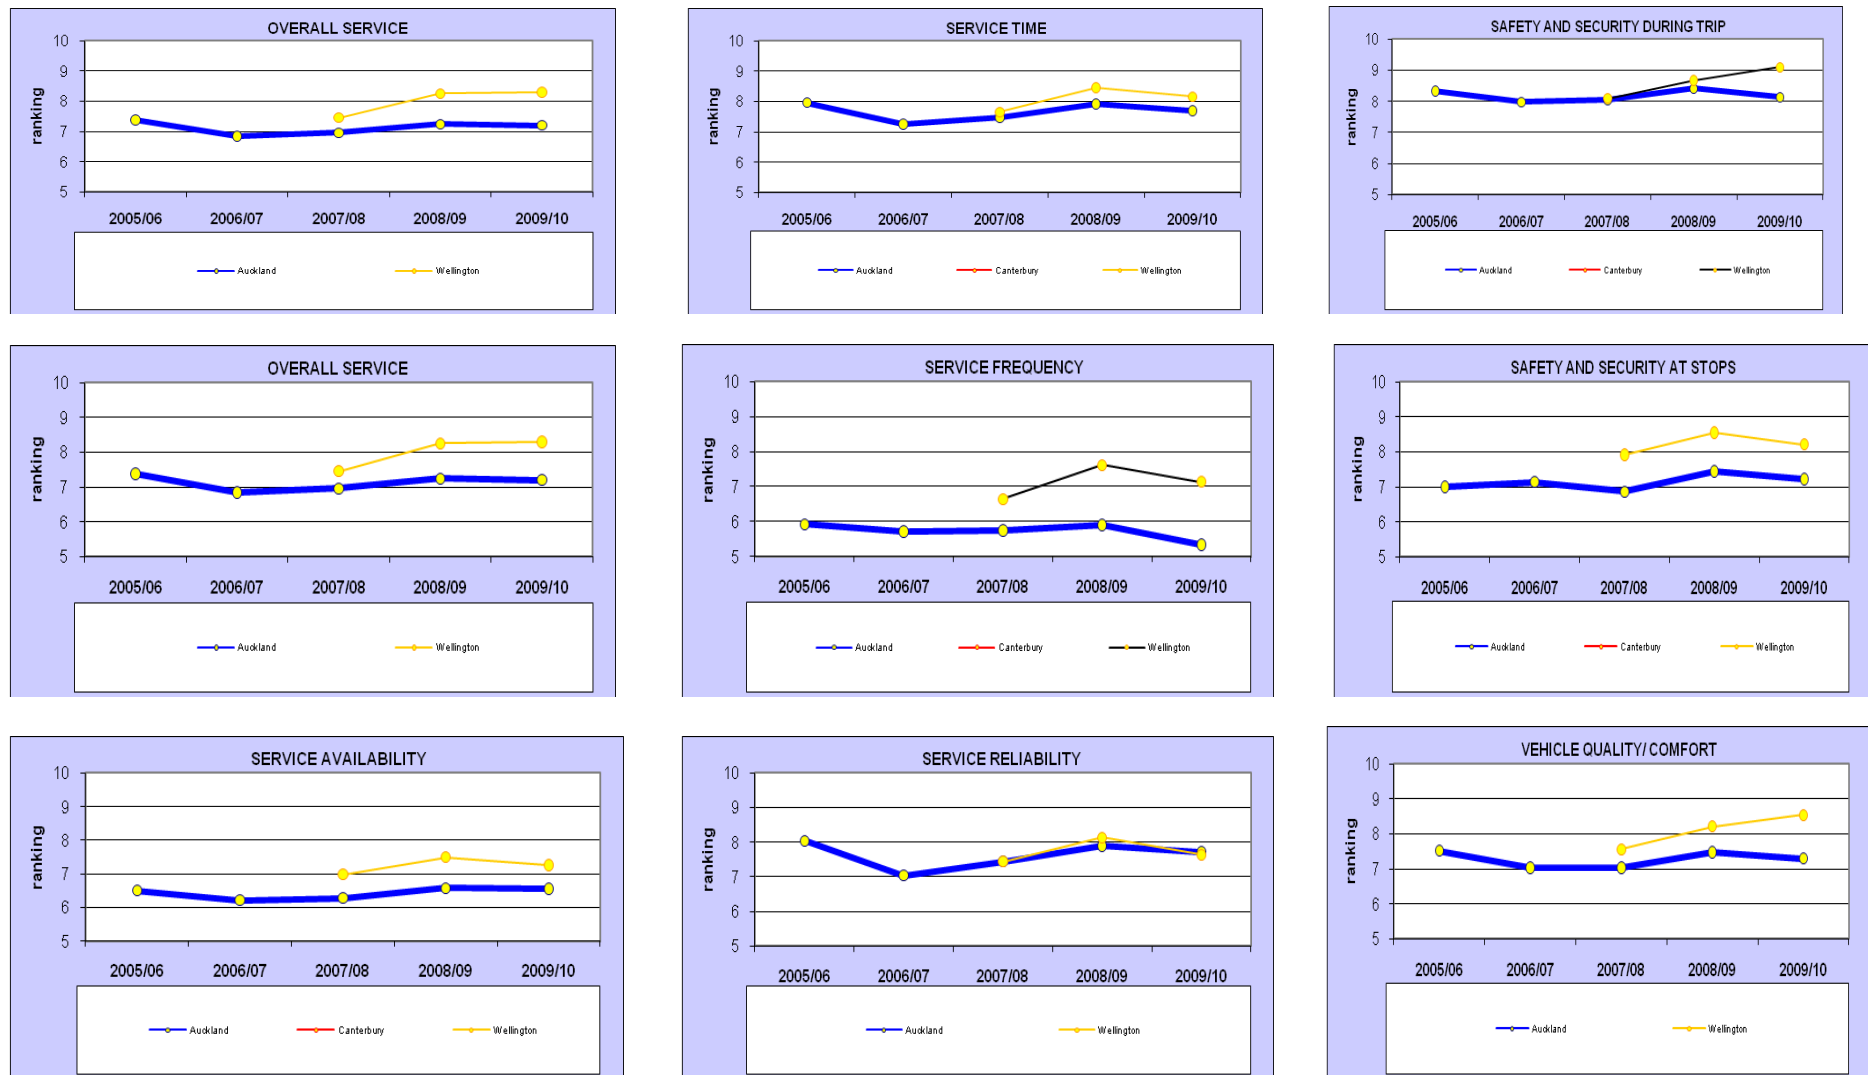 OVERALL SERVICE
10
9
8
7
6
5
ranking
2005/06 2006/07 2007/08 2008/09 2009/10
Auckland Wellington
SERVICE TIME
10
9
8
7
6
5
ranking
2005/06 2006/07 2007/08 2008/09 2009/10
Auckland Canterbury Wellington
SAFETY AND SECURITY DURING TRIP
10
9
8
7
6
5
ranking
2005/06 2006/07 2007/08 2008/09 2009/10
Auckland Canterbury Wellington
OVERALL SERVICE
10
9
8
7
6
5
ranking
2005/06 2006/07 2007/08 2008/09 2009/10
Auckland Wellington
SERVICE FREQUENCY
10
9
8
7
6
5
ranking
2005/06 2006/07 2007/08 2008/09 2009/10
Auckland Canterbury Wellington
SAFETY AND SECURITY AT STOPS
10
9
8
7
6
5
ranking
2005/06 2006/07 2007/08 2008/09 2009/10
Auckland Canterbury Wellington
SERVICE AVAILABILITY
10
9
8
7
6
5
ranking
2005/06 2006/07 2007/08 2008/09 2009/10
Auckland Canterbury Wellington
SERVICE RELIABILITY
10
9
8
7
6
5
ranking
2005/06 2006/07 2007/08 2008/09 2009/10
Auckland Wellington
VEHICLE QUALITY/ COMFORT
10
9
8
7
6
5
ranking
2005/06 2006/07 2007/08 2008/09 2009/10
Auckland Wellington